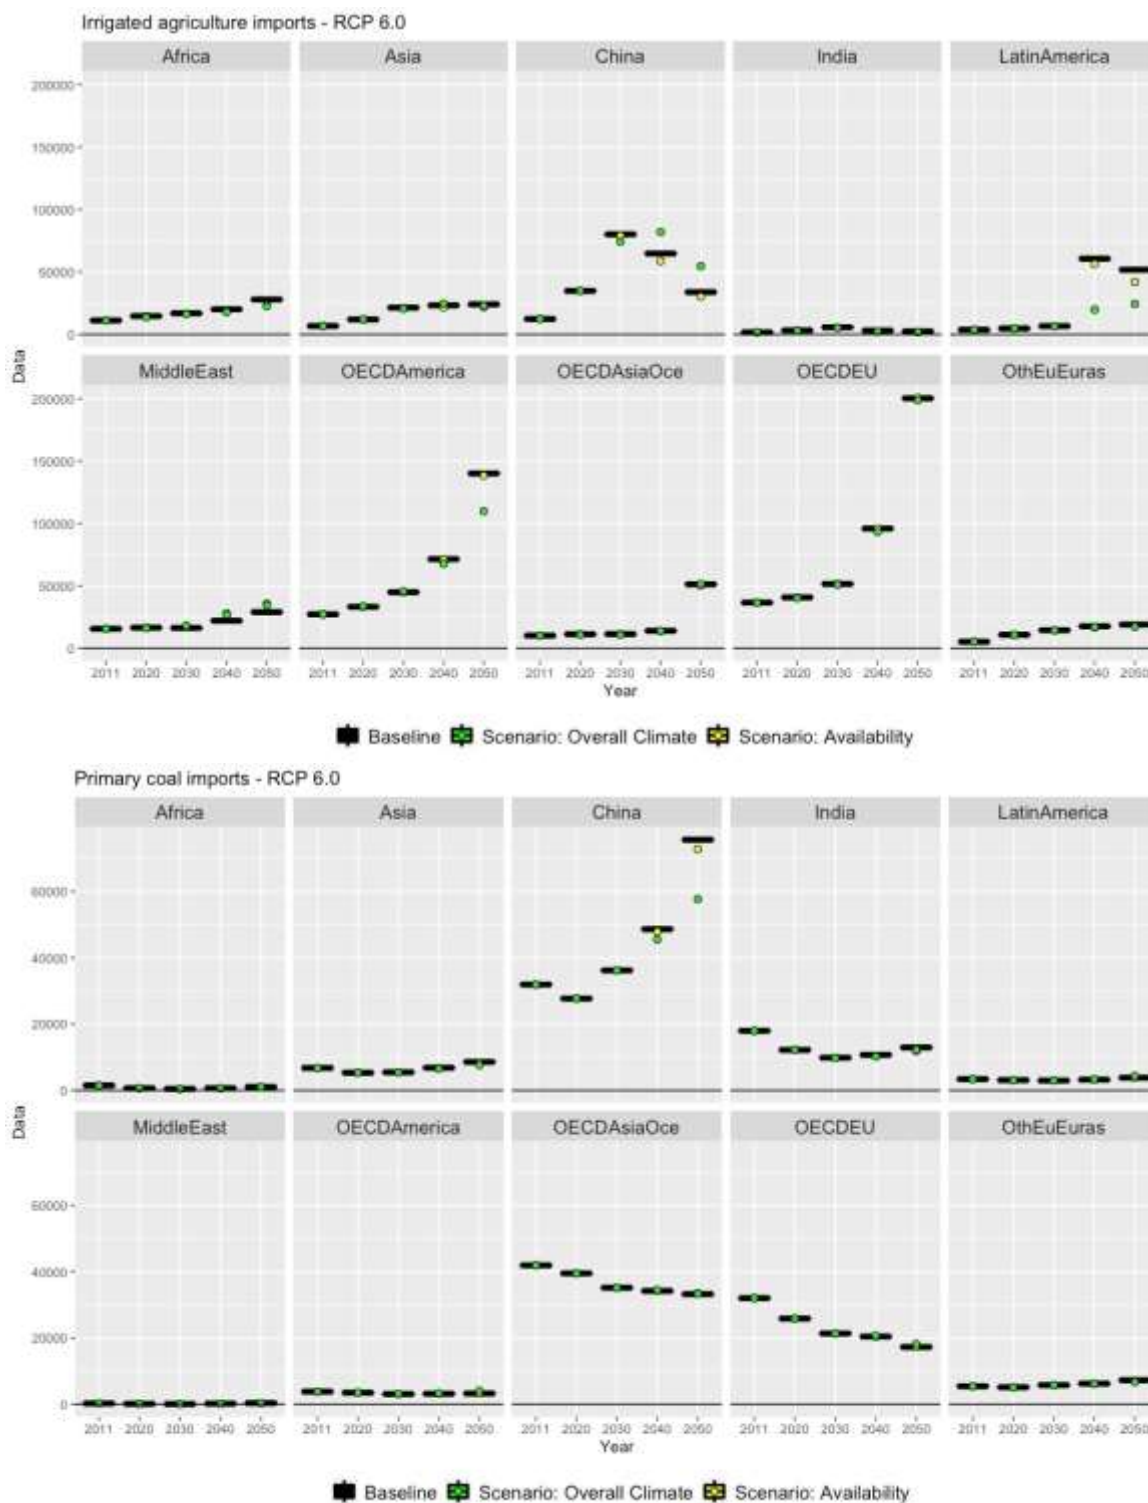 Irrigated agriculture imports - RCP 6.0
Africa Asia China India LatinAmerica
200000
150000
100000
50000
0
Data
MiddleEast OECDAmerica OECDAsiaOce OECDEU OthEuEuras
200000
150000
100000
50000
0
2011 2020 2030 2040 2050 2011 2020 2030 2040 2050 2011 2020 2030 2040 2050 2011 2020 2030 2040 2050 2011 2020 2030 2040 2050
Year
Baseline Scenario: Overall Climate Scenario: Availability
Primary coal imports - RCP 6.0
Africa Asia China India LatinAmerica
60000
40000
20000
0
Data
MiddleEast OECDAmerica OECDAsiaOce OECDEU OthEuEuras
60000
40000
20000
0
2011 2020 2030 2040 2050 2011 2020 2030 2040 2050 2011 2020 2030 2040 2050 2011 2020 2030 2040 2050 2011 2020 2030 2040 2050
Year
Baseline Scenario: Overall Climate Scenario: Availability